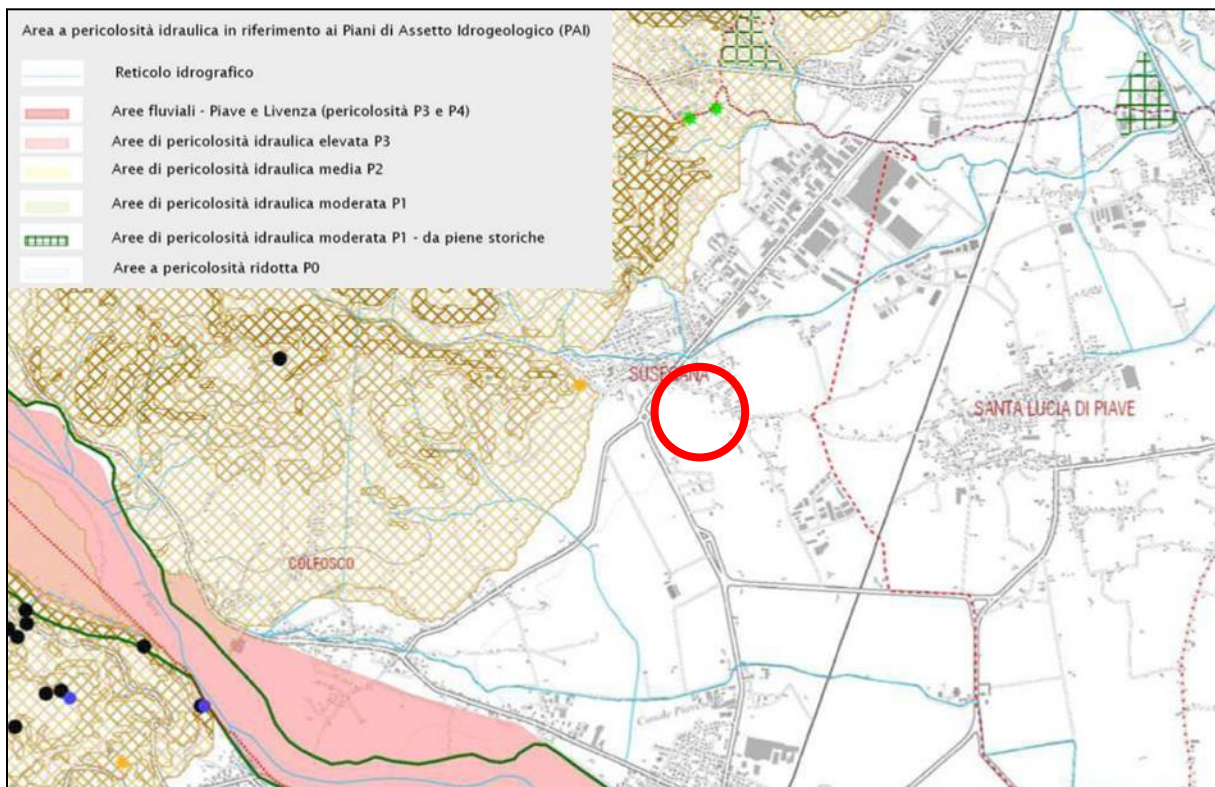 Area a pericolosità idraulica in riferimento ai Piani di Assetto Idrogeologico (PAI)
Reticolo idrografico
Aree fluviali - Piave e Livenza (pericolosità P3 e P4)
Aree di pericolosità idraulica elevata P3
Aree di pericolosità idraulica media P2
Aree di pericolosità idraulica moderata P1
Aree di pericolosità idraulica moderata P1 - da piene storiche
Aree a pericolosità ridotta P0
SUSEGANA
SANTA LUCIA DI PIAVE
COLFOSCO